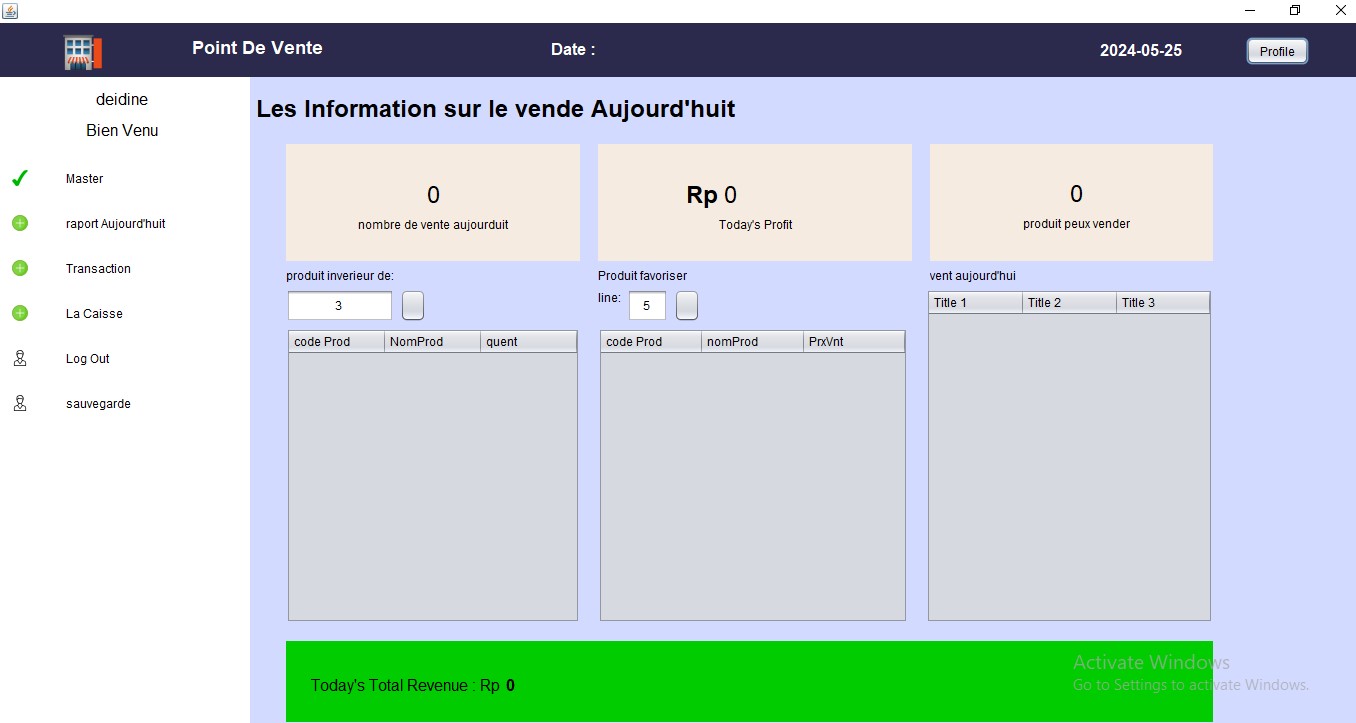 Point De Vente
Date :
2024-05-25
Profile
deidine
Bien Venu
Master
raport Aujourd'huit
Transaction
La Caisse
Log Out
sauvegarde
Les Information sur le vende Aujourd'huit
0
nombre de vente aujourduit
Rp 0
Today's Profit
0
produit peux vender
produit inverieur de:
3
code Prod NomProd quent
Produit favoriser
line: 5
code Prod nomProd PrxVnt
vent aujourd'hui
Title 1 Title 2 Title 3
Today's Total Revenue : Rp 0
Activate Windows
Go to Settings to activate Windows.